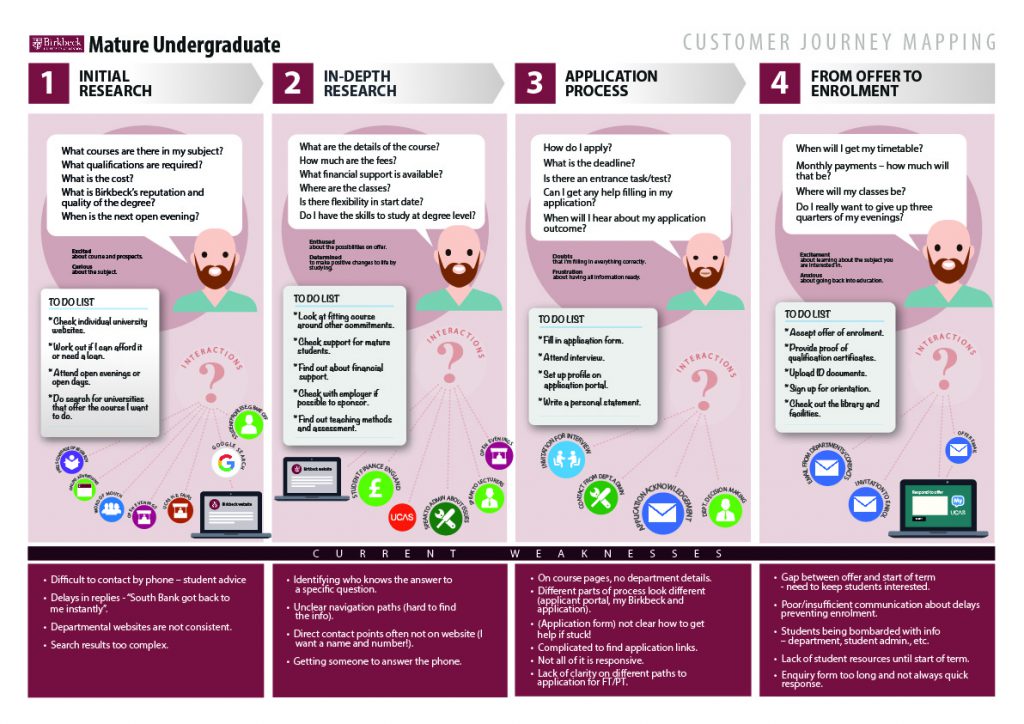 Birkbeck
Mature Undergraduate
CUSTOMER JOURNEY MAPPING
1
INITIAL
RESEARCH
What courses are there in my subject?
What qualifications are required?
What is the cost?
What is Birkbeck's reputation and
quality of the degree?
When is the next open evening?
Excited
about course and prospects.
Curious
about the subject.
TO DO LIST
*Check individual university
websites.
*Work out if I can afford it
or need a loan.
*Attend open evenings or
open days.
*Do search for universities
that offer the course I want
to do.
INTERACTIONS
?
GOOGLE SEARCH
G
WORD OF MOUTH
OPEN EVENING
Birkbeck website
2
IN-DEPTH
RESEARCH
What are the details of the course?
How much are the fees?
What financial support is available?
Where are the classes?
Is there flexibility in start date?
Do I have the skills to study at degree level?
Enthused
about the possibilities on offer.
Determined
to make positive changes to life by
studying.
TO DO LIST
*Look at fitting course
around other commitments.
*Check support for mature
students.
*Find out about financial
support.
*Check with employer if
possible to sponsor.
*Find out teaching methods
and assessment.
INTERACTIONS
?
Birkbeck website
STUDENT FINANCE ENGLAND
£
UCAS
SPEAK TO ADMIN ABOUT ISSUES
SPEAK TO LECTURERS
OPEN EVENINGS
3
APPLICATION
PROCESS
How do I apply?
What is the deadline?
Is there an entrance task/test?
Can I get any help filling in my
application?
When will I hear about my application
outcome?
Doubts
that I'm filling in everything correctly.
Frustration
about having all information ready.
TO DO LIST
*Fill in application form.
*Attend interview.
*Set up profile on
application portal.
*Write a personal statement.
INTERACTIONS
?
INVITATION FOR INTERVIEW
CONTACT FROM DEPT. ADMIN
APPLICATION ACKNOWLEDGEMENT
DEPT. DECISION MAKING
4
FROM OFFER TO
ENROLMENT
When will I get my timetable?
Monthly payments – how much will
that be?
Where will my classes be?
Do I really want to give up three
quarters of my evenings?
Excitement
about learning about the subject you
are interested in.
Anxious
about going back into education.
TO DO LIST
*Accept offer of enrolment.
*Provide proof of
qualification certificates.
*Upload ID documents.
*Sign up for orientation.
*Check out the library and
facilities.
INTERACTIONS
?
EMAIL FROM DEPARTMENTS/CONTACTS
INVITATION TO ENROL
OFFER EMAIL
Respond to offer
My
UCAS
CURRENT WEAKNESSES
• Difficult to contact by phone – student advice
• Delays in replies - “South Bank got back to
me instantly”.
• Departmental websites are not consistent.
• Search results too complex.
• Identifying who knows the answer to
a specific question.
• Unclear navigation paths (hard to find
the info).
• Direct contact points often not on website (I
want a name and number!).
• Getting someone to answer the phone.
• On course pages, no department details.
• Different parts of process look different
(applicant portal, my Birkbeck and
application).
• (Application form) not clear how to get
help if stuck!
• Complicated to find application links.
• Not all of it is responsive.
• Lack of clarity on different paths to
application for FT/PT.
• Gap between offer and start of term
- need to keep students interested.
• Poor/insufficient communication about delays
preventing enrolment.
• Students being bombarded with info
– department, student admin., etc.
• Lack of student resources until start of term.
• Enquiry form too long and not always quick
response.